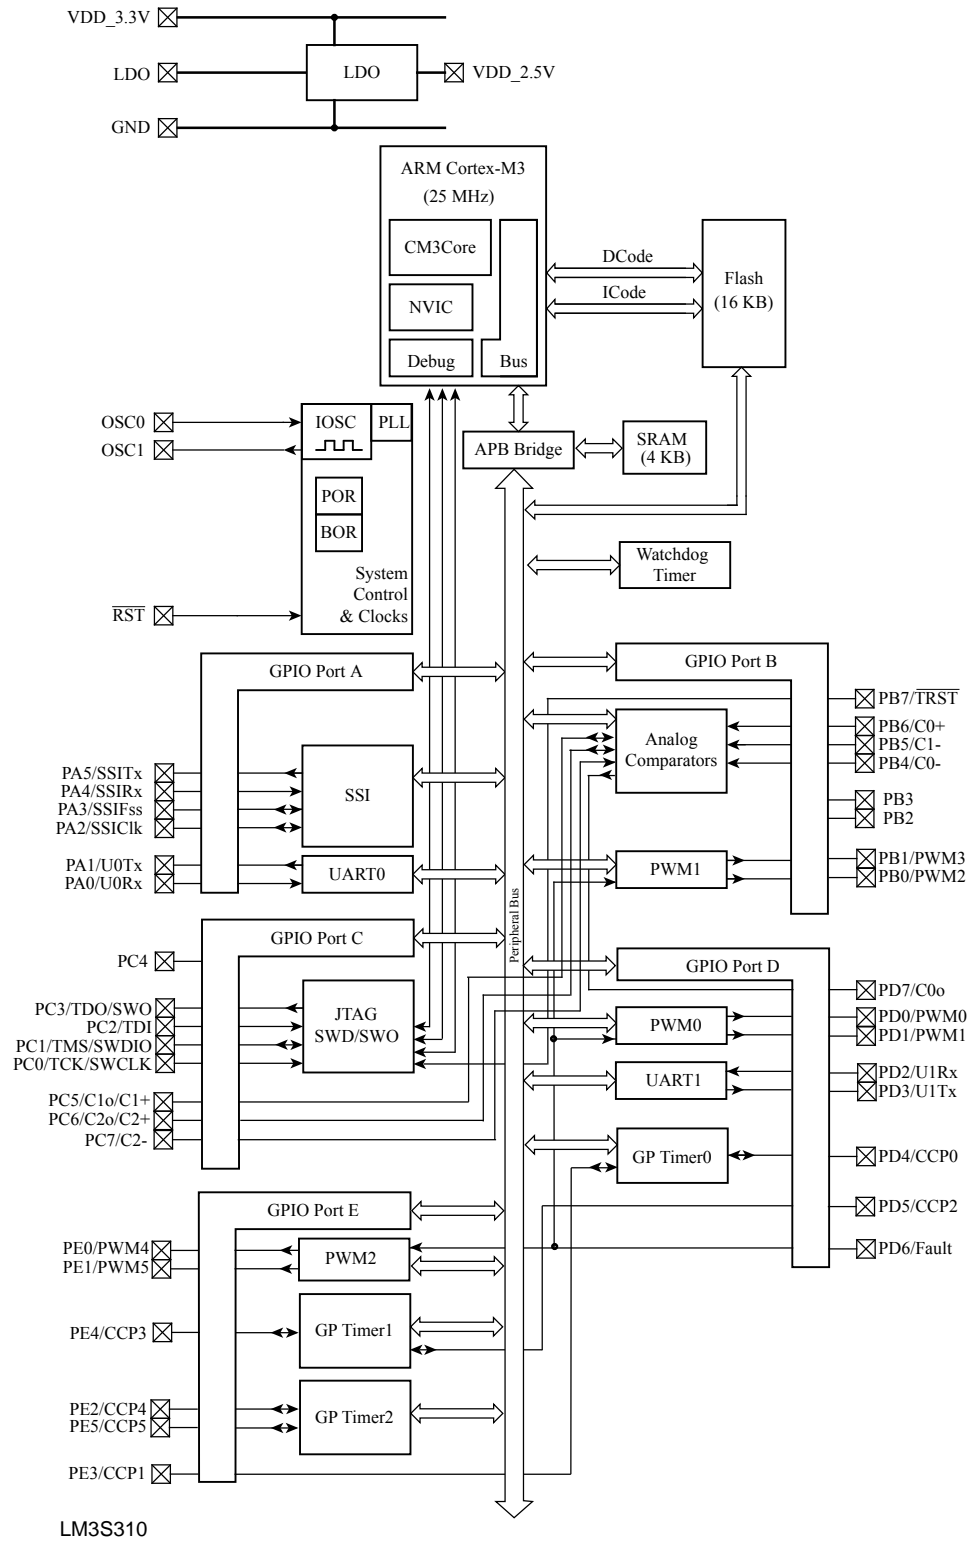 VDD_3.3V
LDO
LDO
VDD_2.5V
GND
ARM Cortex-M3
(25 MHz)
CM3Core
NVIC
Debug
Bus
DCode
ICode
Flash
(16 KB)
OSC0
OSC1
IOSC
PLL
APB Bridge
SRAM
(4 KB)
POR
BOR
System
Control
& Clocks
RST
Watchdog
Timer
GPIO Port A
GPIO Port B
PB7/TRST
PB6/C0+
PB5/C1-
PB4/C0-
Analog
Comparators
PB3
PB2
PA5/SSITx
PA4/SSIRx
PA3/SSIFss
PA2/SSIClk
SSI
PA1/U0Tx
PA0/U0Rx
UART0
PWM1
PB1/PWM3
PB0/PWM2
Peripheral Bus
GPIO Port C
PC4
PC3/TDO/SWO
PC2/TDI
PC1/TMS/SWDIO
PC0/TCK/SWCLK
JTAG
SWD/SWO
PC5/C1o/C1+
PC6/C2o/C2+
PC7/C2-
GPIO Port D
PD7/C0o
PWM0
PD0/PWM0
PD1/PWM1
UART1
PD2/U1Rx
PD3/U1Tx
GP Timer0
PD4/CCP0
PD5/CCP2
PD6/Fault
GPIO Port E
PE0/PWM4
PE1/PWM5
PWM2
PE4/CCP3
GP Timer1
PE2/CCP4
PE5/CCP5
GP Timer2
PE3/CCP1
LM3S310